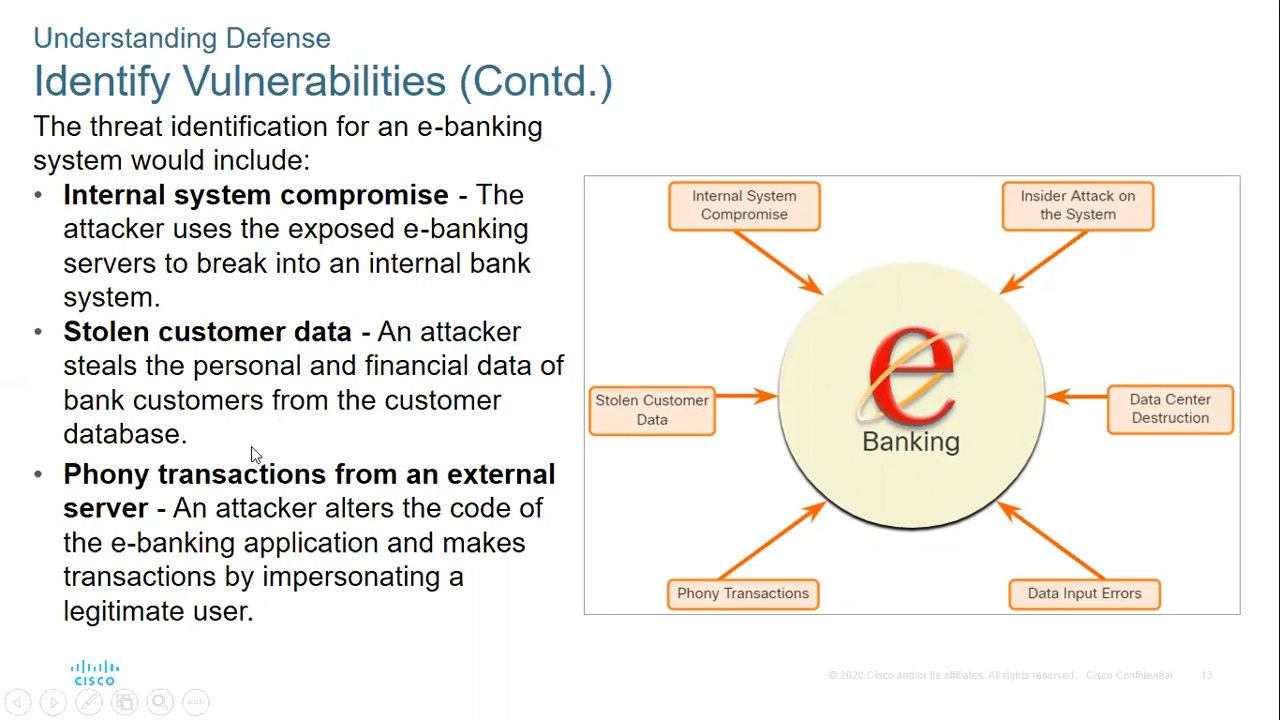 Understanding Defense
Identify Vulnerabilities (Contd.)
The threat identification for an e-banking
system would include:
• Internal system compromise - The
attacker uses the exposed e-banking
servers to break into an internal bank
system.
• Stolen customer data - An attacker
steals the personal and financial data of
bank customers from the customer
database.
• Phony transactions from an external
server - An attacker alters the code of
the e-banking application and makes
transactions by impersonating a
legitimate user.
Internal System
Compromise
Insider Attack on
the System
Stolen Customer
Data
e
Banking
Data Center
Destruction
Phony Transactions
Data Input Errors
CISCO
© 2020 Cisco and/or its affiliates. All rights reserved. Cisco Confidential
13